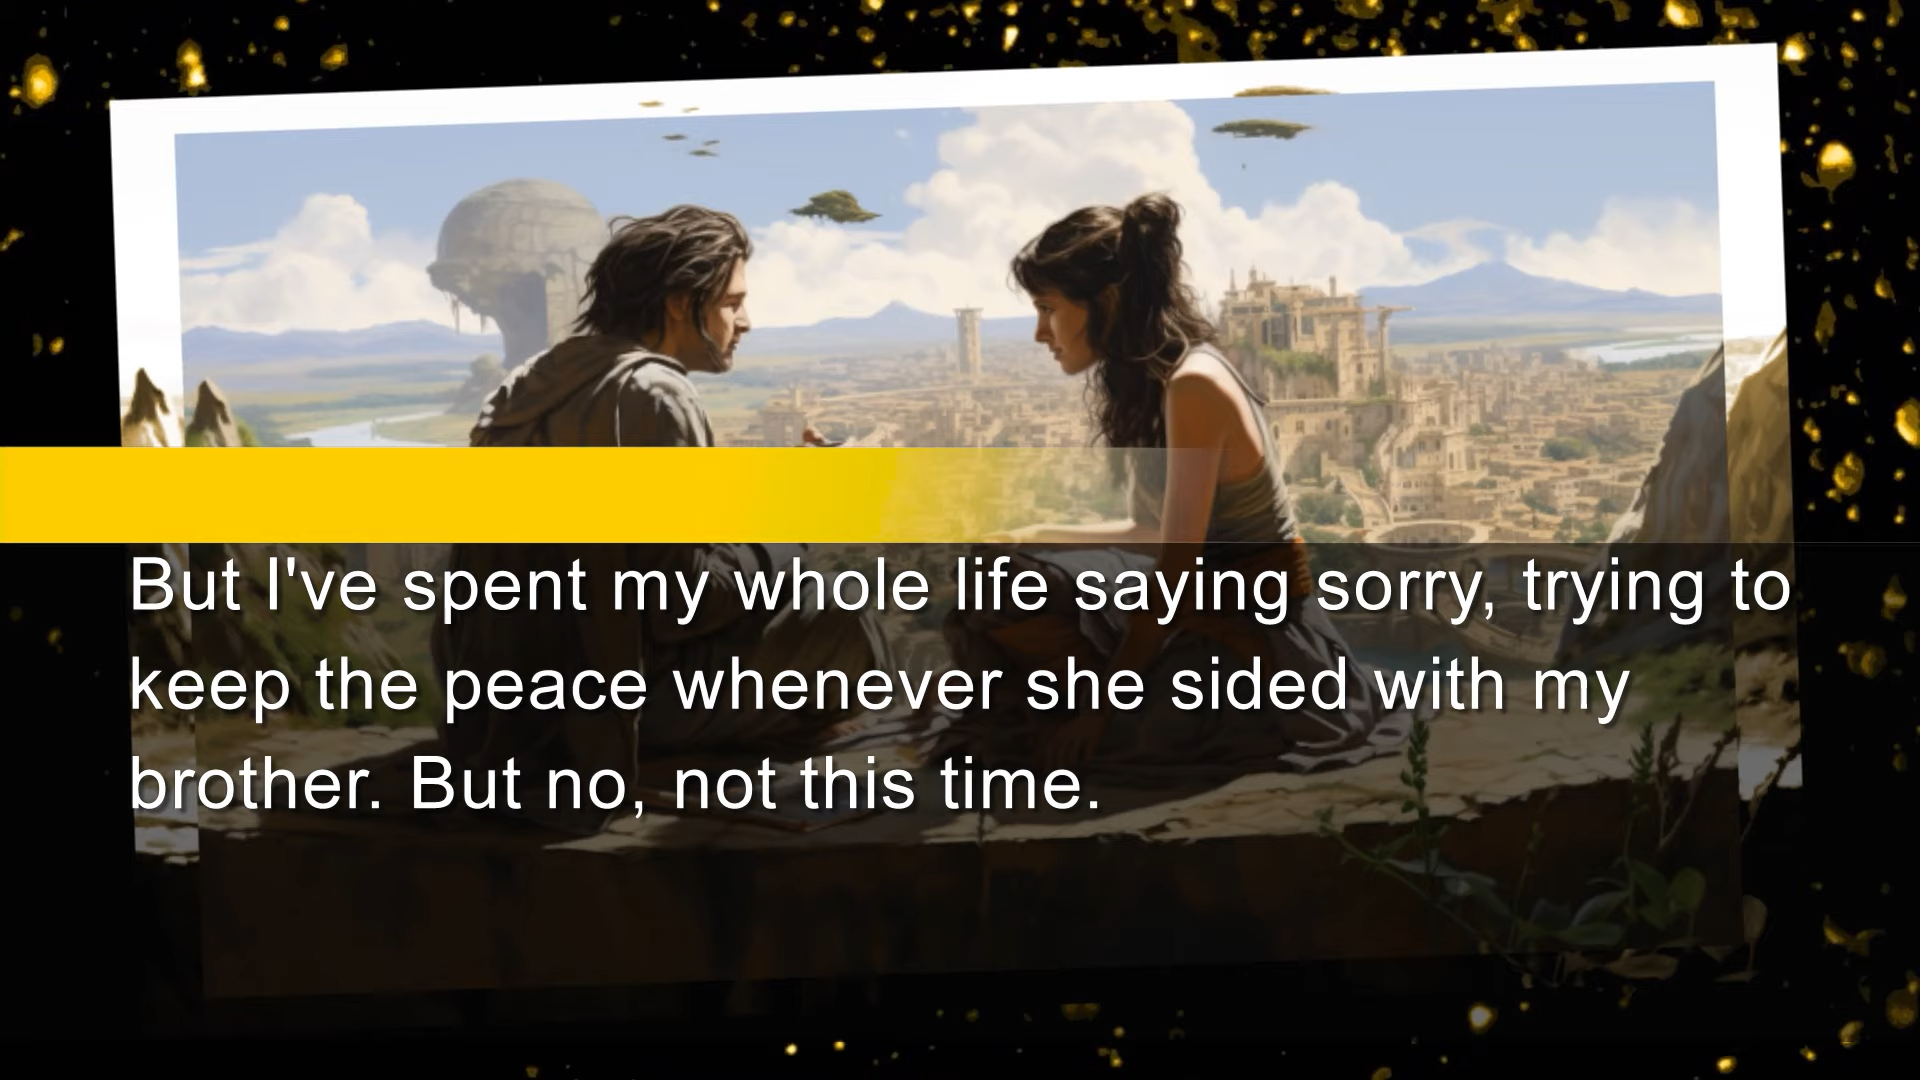 But I've spent my whole life saying sorry, trying to
keep the peace whenever she sided with my
brother. But no, not this time.